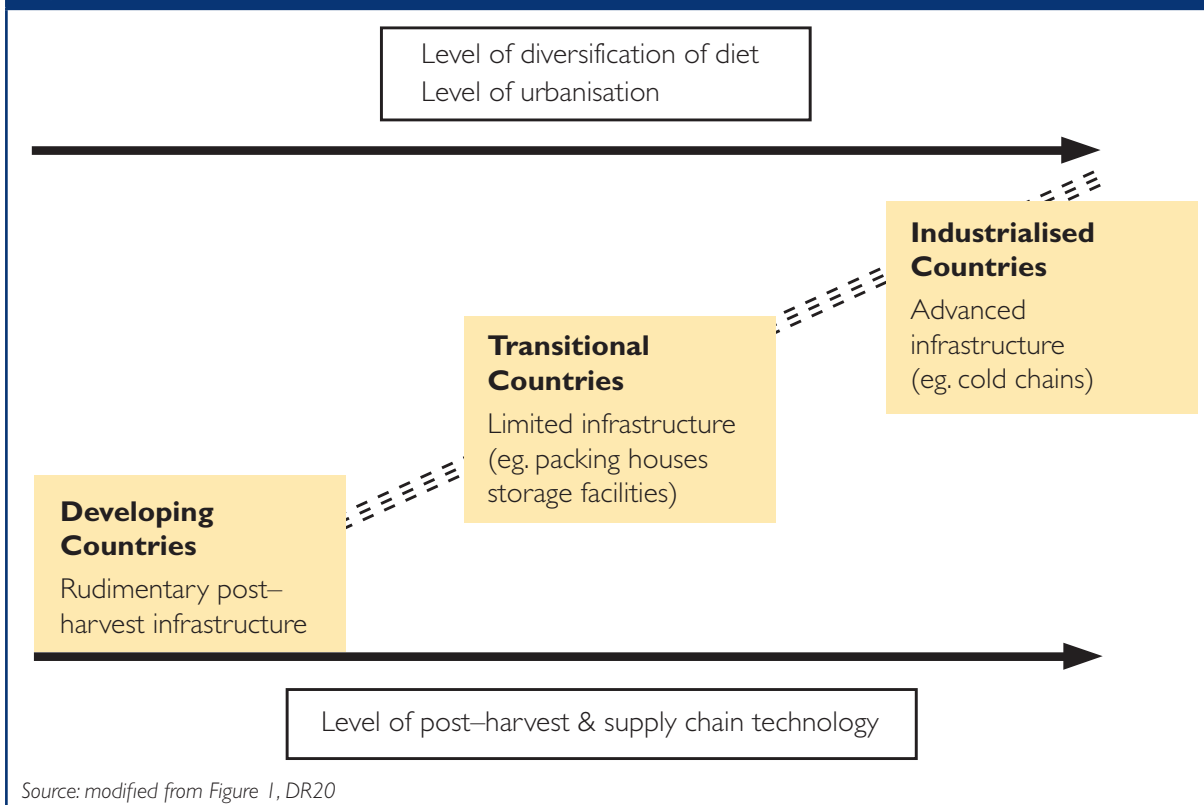 Level of diversification of diet
Level of urbanisation
Industrialised
Countries
Advanced
infrastructure
(eg. cold chains)
Transitional
Countries
Limited infrastructure
(eg. packing houses
storage facilities)
Developing
Countries
Rudimentary post–
harvest infrastructure
Level of post–harvest & supply chain technology
Source: modified from Figure 1, DR20